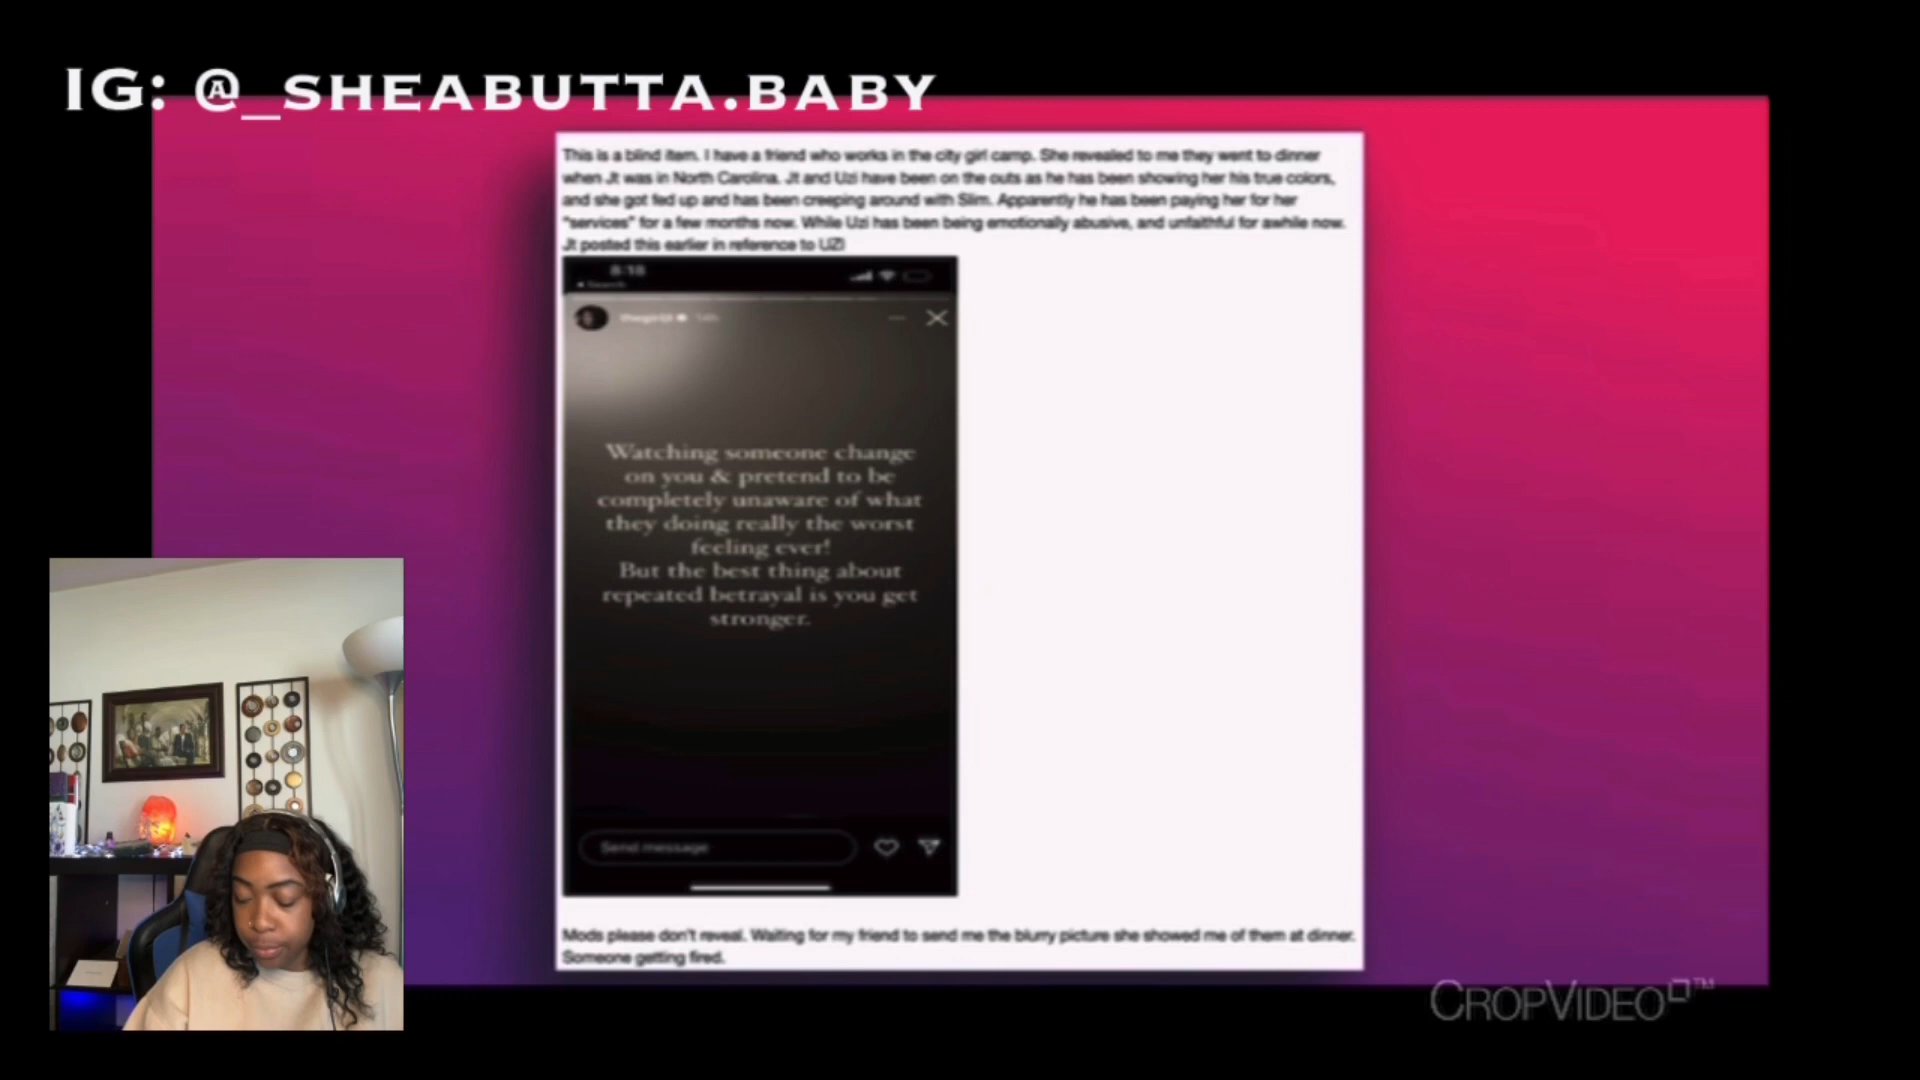 IG: @_SHEABUTTA.BABY
This is a blind item. I have a friend who works in the city girl camp. She revealed to me they went to dinner
when Jt was in North Carolina. Jt and Uzi have been on the outs as he has been showing her his true colors,
and she got fed up and has been creeping around with Slim. Apparently he has been paying her for her
"services" for a few months now. While Uzi has been being emotionally abusive, and unfaithful for awhile now.
Jt posted this earlier in reference to UZI
8:18
Search
thegirljt 14h
Watching someone change
on you & pretend to be
completely unaware of what
they doing really the worst
feeling ever!
But the best thing about
repeated betrayal is you get
stronger.
Send message
Mods please don't reveal. Waiting for my friend to send me the blurry picture she showed me of them at dinner.
Someone getting fired.
CROPVIDEO™